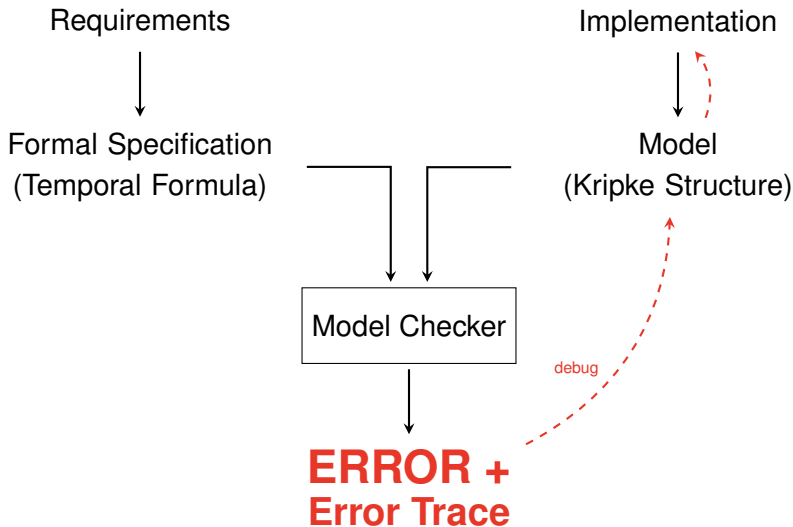 Requirements
Implementation
Formal Specification
(Temporal Formula)
Model
(Kripke Structure)
Model Checker
debug
ERROR +
Error Trace